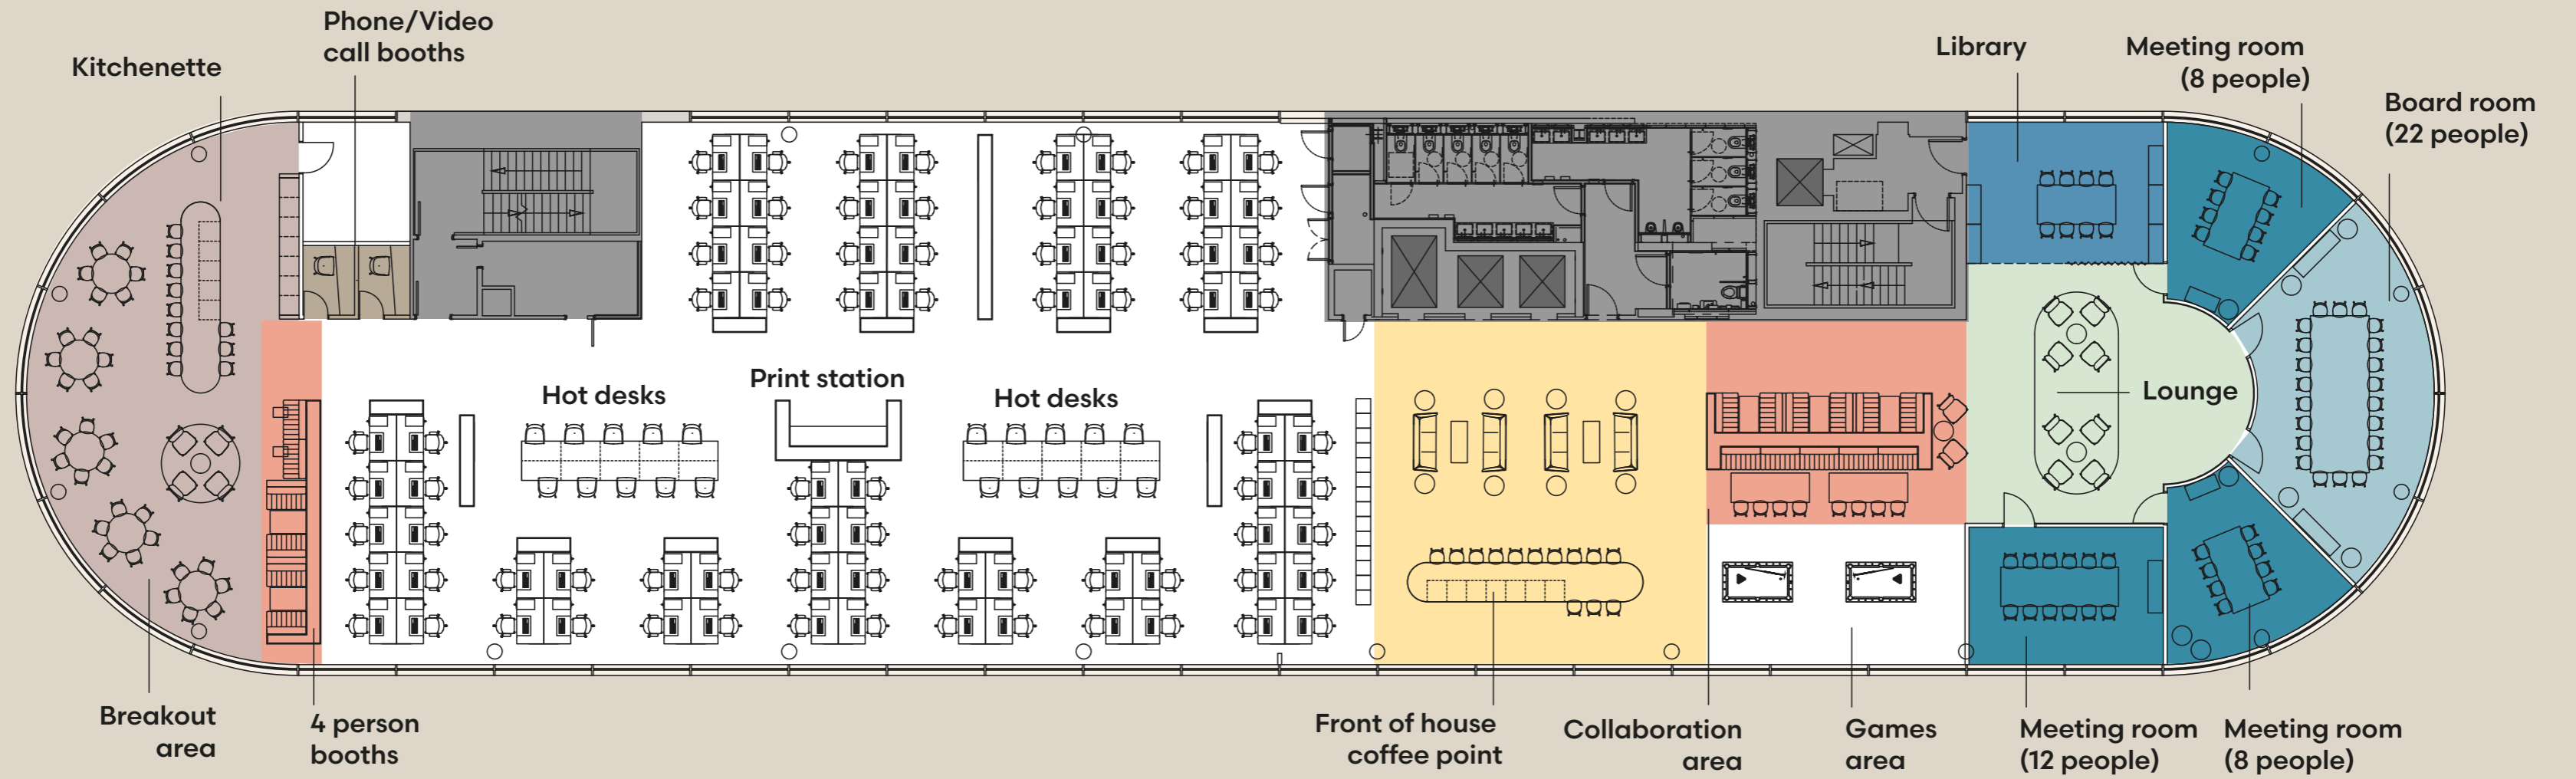 Phone/Video
call booths
Kitchenette
Library
Meeting room
(8 people)
Board room
(22 people)
Hot desks
Print station
Hot desks
Lounge
Breakout
area
4 person
booths
Front of house
coffee point
Collaboration
area
Games
area
Meeting room
(12 people)
Meeting room
(8 people)